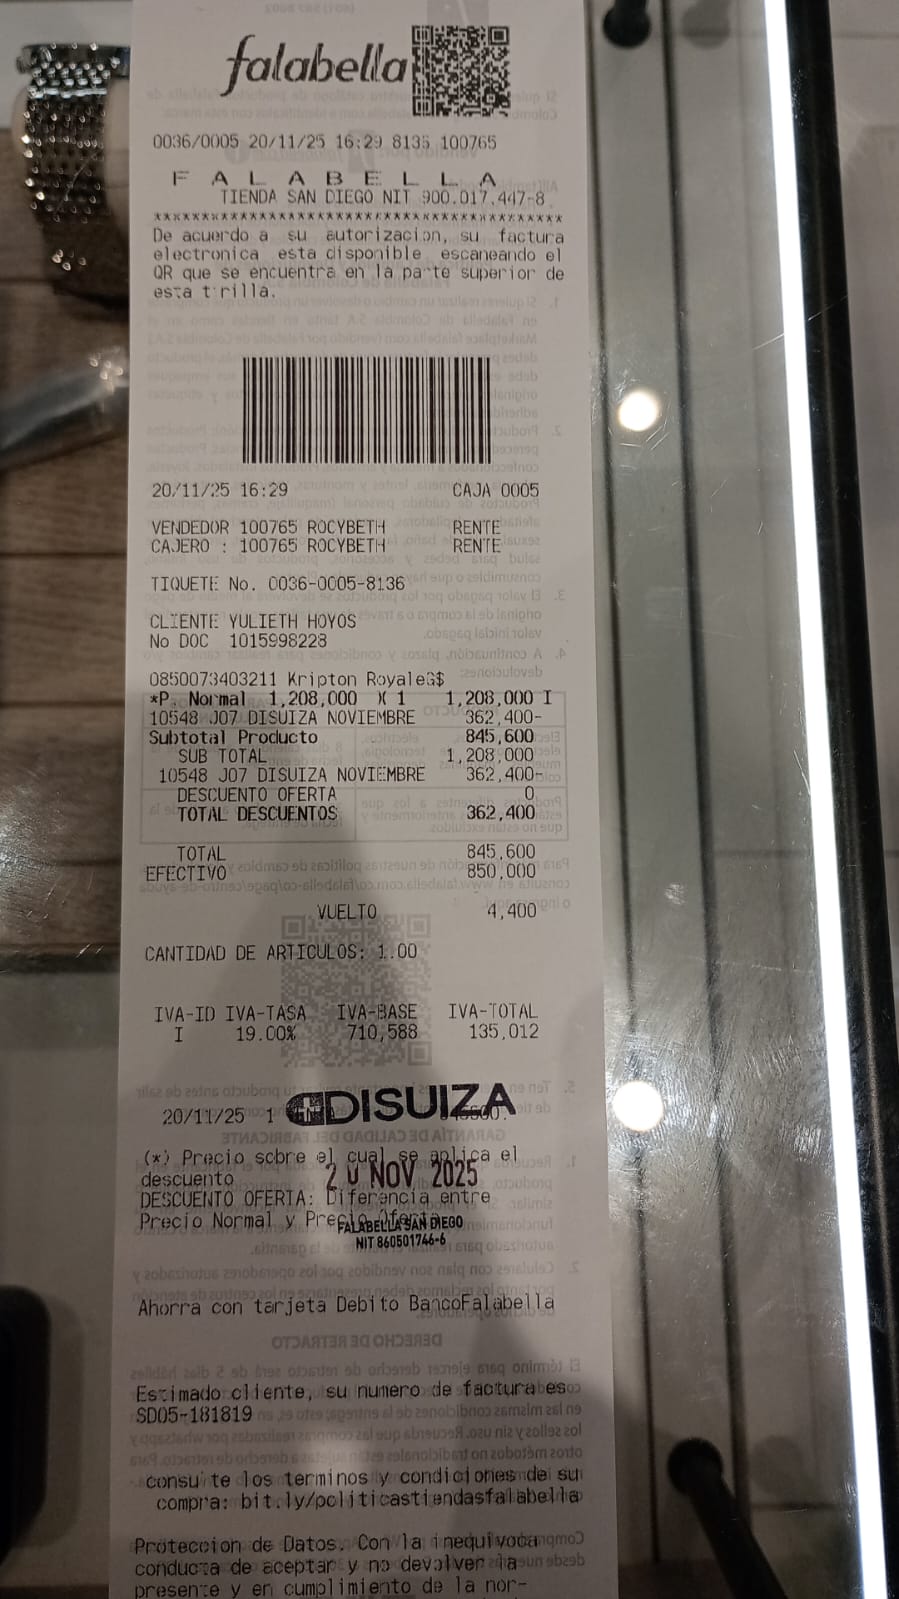 falabella
0036/0005 20/11/25 16:29 8135 100765
F A L A B E L L A
TIENDA SAN DIEGO NIT 900.017.447-8
De acuerdo a su autorizacion, su factura
electronica esta disponible escaneando el
QR que se encuentra en la parte superior de
esta tirilla.
20/11/25 16:29 CAJA 0005
VENDEDOR 100765 ROCYBETH RENTE
CAJERO : 100765 ROCYBETH RENTE
TIQUETE No. 0036-0005-8136
CLIENTE YULIETH HOYOS
No DOC 1015998228
0850073403211 Kripton Royale&$
*P. Normal 1,208,000 X 1 1,208,000 I
10548 J07 DISUIZA NOVIEMBRE 362,400-
Subtotal Producto 845,600
SUB TOTAL 1,208,000
10548 J07 DISUIZA NOVIEMBRE 362,400-
DESCUENTO OFERTA 0
TOTAL DESCUENTOS 362,400
TOTAL 845,600
EFECTIVO 850,000
VUELTO 4,400
CANTIDAD DE ARTICULOS: 1.00
IVA-ID IVA-TASA IVA-BASE IVA-TOTAL
I 19.00% 710,588 135,012
20/11/25 1 DISUIZA
(*) Precio sobre el cual se aplica el
descuento 20 NOV 2025
DESCUENTO OFERTA: Diferencia entre
Precio Normal y Precio Oferta
FALABELLA SAN DIEGO
NIT 860501746-6
Ahorra con tarjeta Debito BancoFalabella
Estimado cliente, su numero de factura es
SD05-181819
consulte los terminos y condiciones de su
compra: bit.ly/politicastiendasfalabella
Proteccion de Datos. Con la inequivoca
conducta de aceptar y no devolver la
presente y en cumplimiento de la nor-